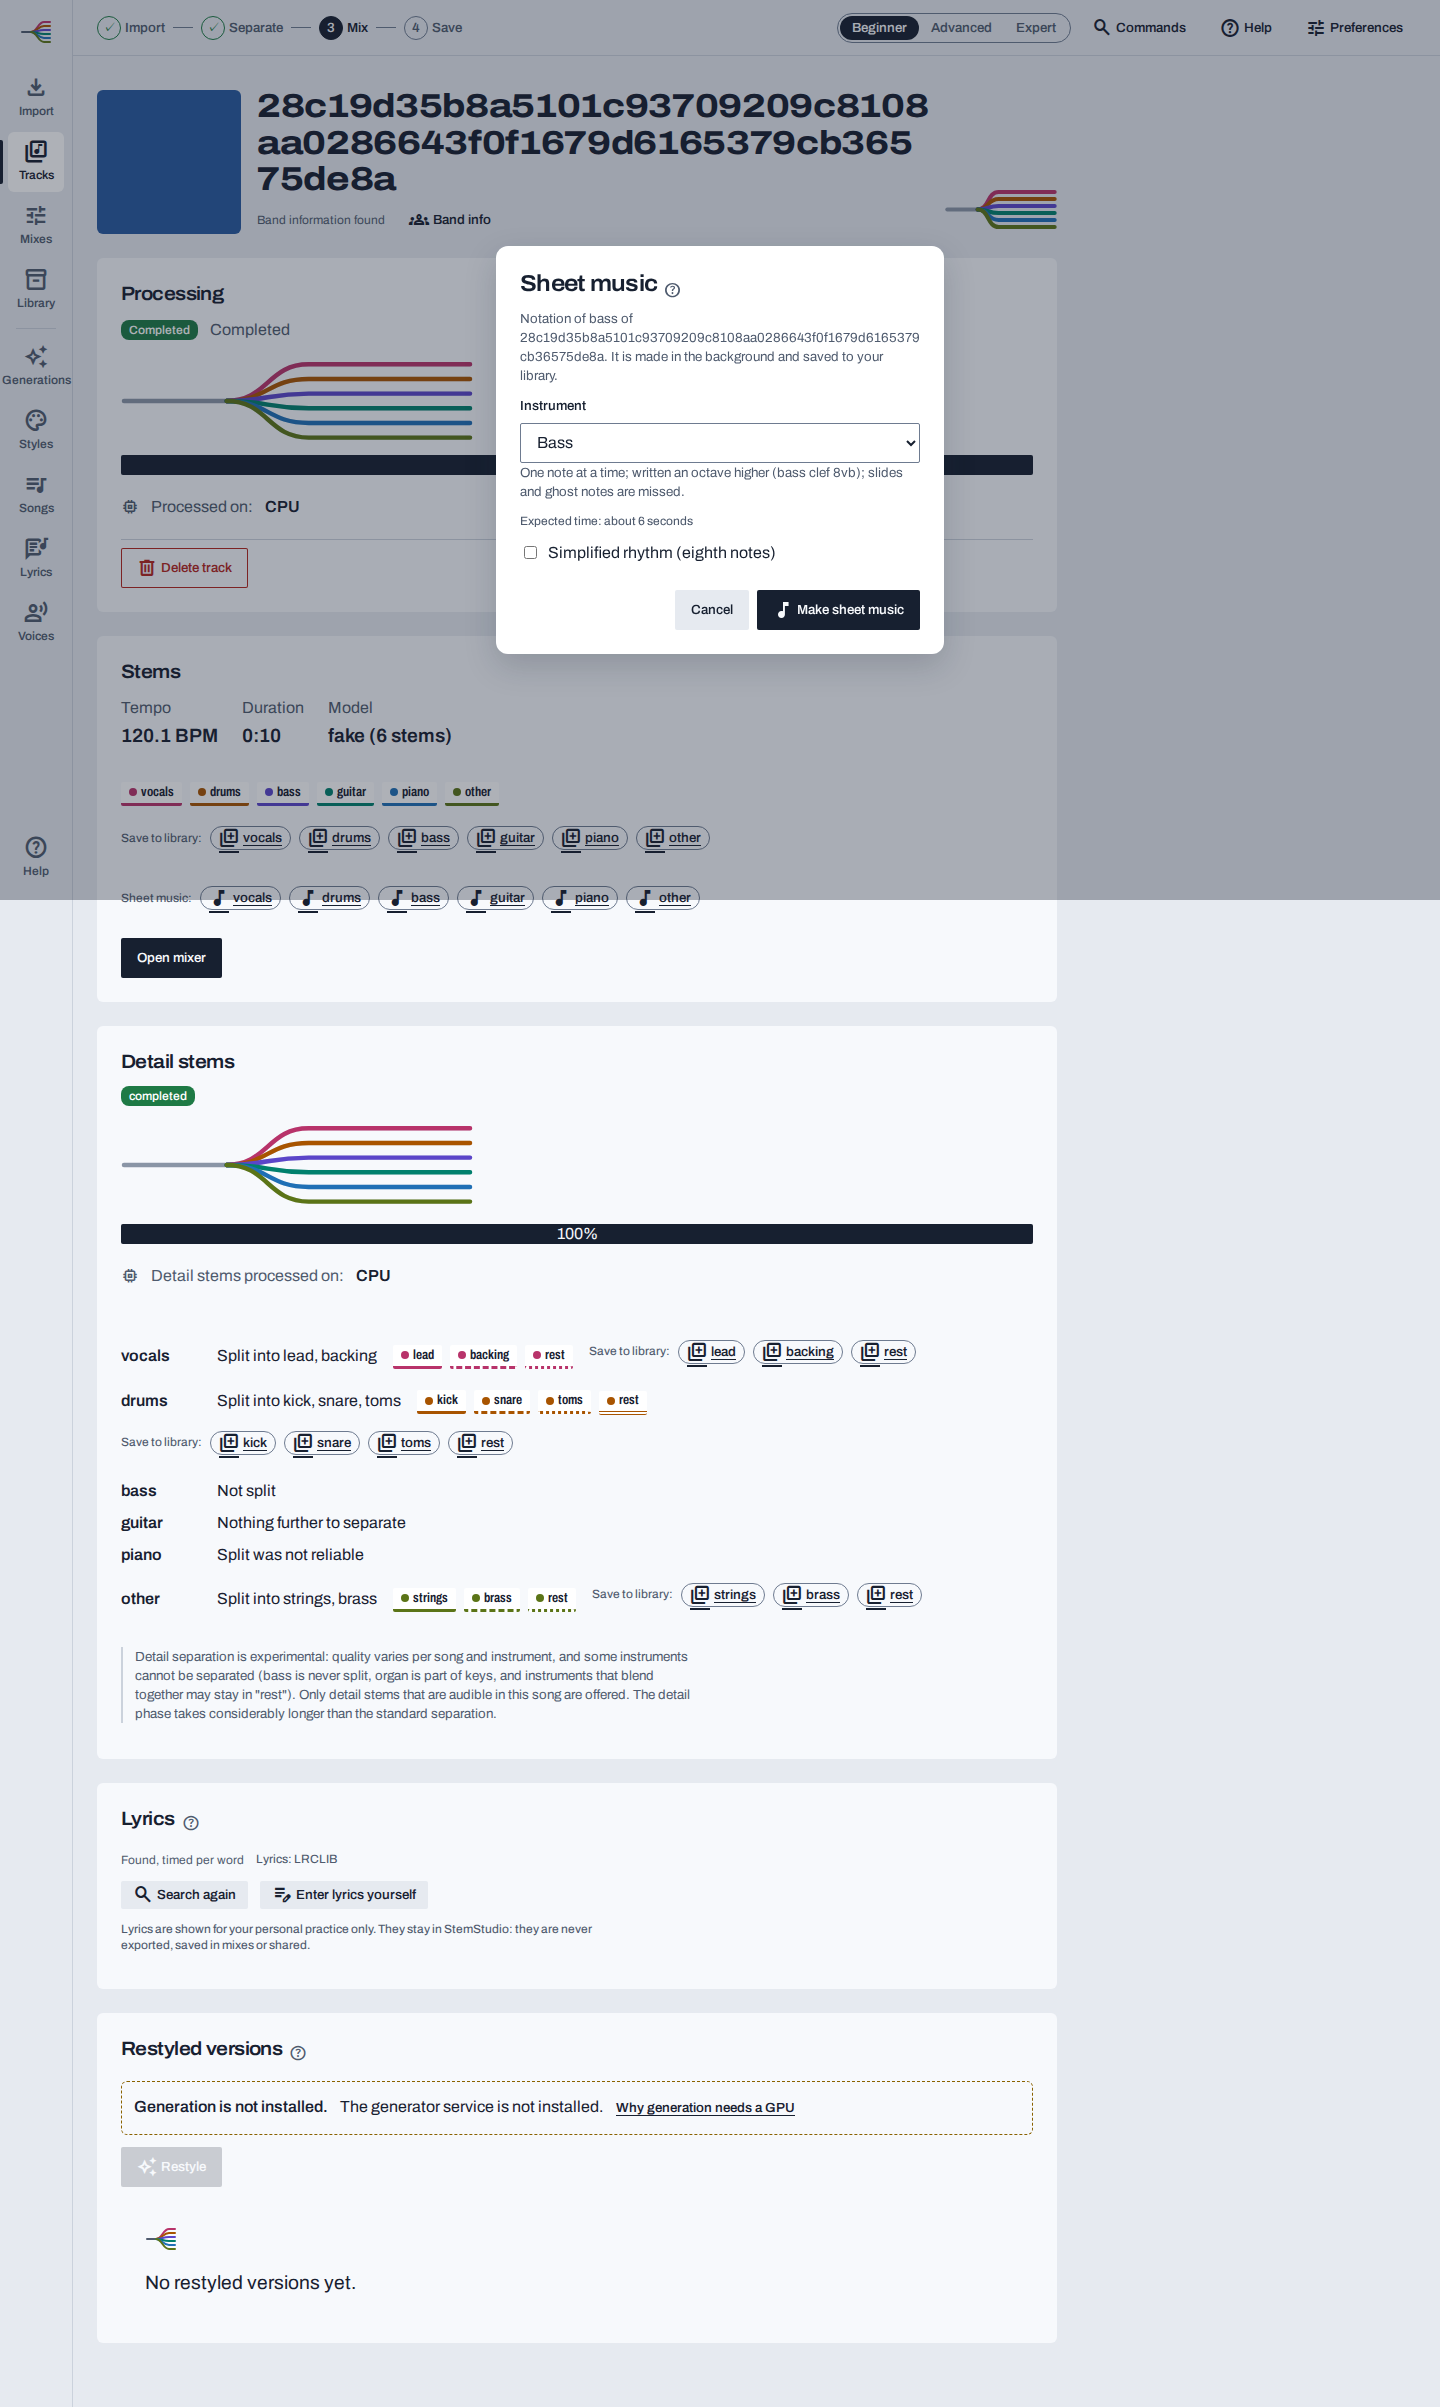 Import
Separate
3 Mix
4 Save
Beginner
Advanced
Expert
Commands
Help
Preferences
Import
Tracks
Mixes
Library
Generations
Styles
Songs
Lyrics
Voices
Help
28c19d35b8a5101c93709209c8108
aa0286643f0f1679d6165379cb365
75de8a
Band information found
Band info
Processing
Completed Completed
Processed on: CPU
Delete track
Sheet music ?
Notation of bass of
28c19d35b8a5101c93709209c8108aa0286643f0f1679d6165379
cb36575de8a. It is made in the background and saved to your
library.
Instrument
Bass
One note at a time; written an octave higher (bass clef 8vb); slides
and ghost notes are missed.
Expected time: about 6 seconds
Simplified rhythm (eighth notes)
Cancel
Make sheet music
Stems
Tempo Duration Model
120.1 BPM 0:10 fake (6 stems)
vocals drums bass guitar piano other
Save to library: vocals drums bass guitar piano other
Sheet music: vocals drums bass guitar piano other
Open mixer
Detail stems
completed
100%
Detail stems processed on: CPU
vocals Split into lead, backing lead backing rest Save to library: lead backing rest
drums Split into kick, snare, toms kick snare toms rest
Save to library: kick snare toms rest
bass Not split
guitar Nothing further to separate
piano Split was not reliable
other Split into strings, brass strings brass rest Save to library: strings brass rest
Detail separation is experimental: quality varies per song and instrument, and some instruments
cannot be separated (bass is never split, organ is part of keys, and instruments that blend
together may stay in "rest"). Only detail stems that are audible in this song are offered. The detail
phase takes considerably longer than the standard separation.
Lyrics ?
Found, timed per word Lyrics: LRCLIB
Search again
Enter lyrics yourself
Lyrics are shown for your personal practice only. They stay in StemStudio: they are never
exported, saved in mixes or shared.
Restyled versions ?
Generation is not installed. The generator service is not installed. Why generation needs a GPU
Restyle
No restyled versions yet.